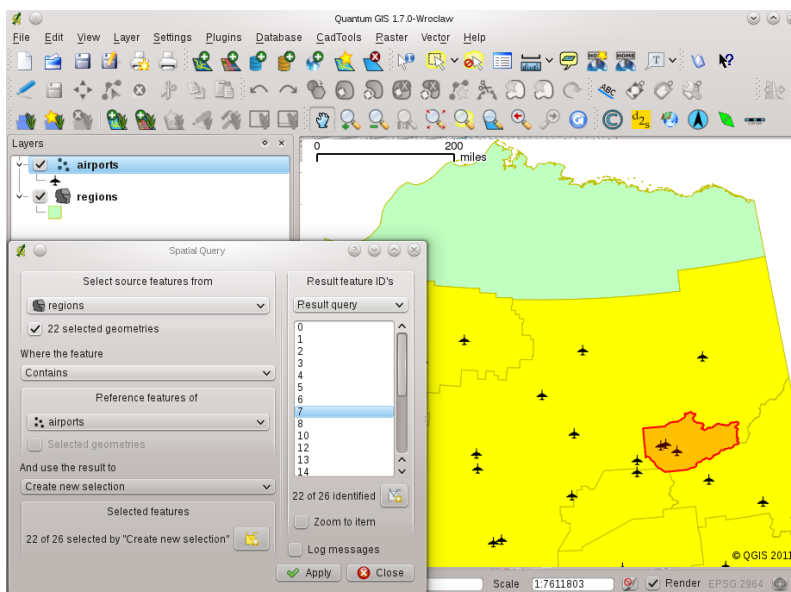 Quantum GIS 1.7.0-Wroclaw
File Edit View Layer Settings Plugins Database CadTools Raster Vector Help
Layers
airports
regions
0 200 miles
Spatial Query
Select source features from
regions
22 selected geometries
Where the feature
Contains
Reference features of
airports
Selected geometries
And use the result to
Create new selection
Selected features
22 of 26 selected by "Create new selection"
Result feature ID's
Result query
0
1
2
3
4
5
6
7
8
10
12
13
14
22 of 26 identified
Zoom to item
Log messages
Apply Close
© QGIS 2011
Scale 1:7611803 Render EPSG:2964